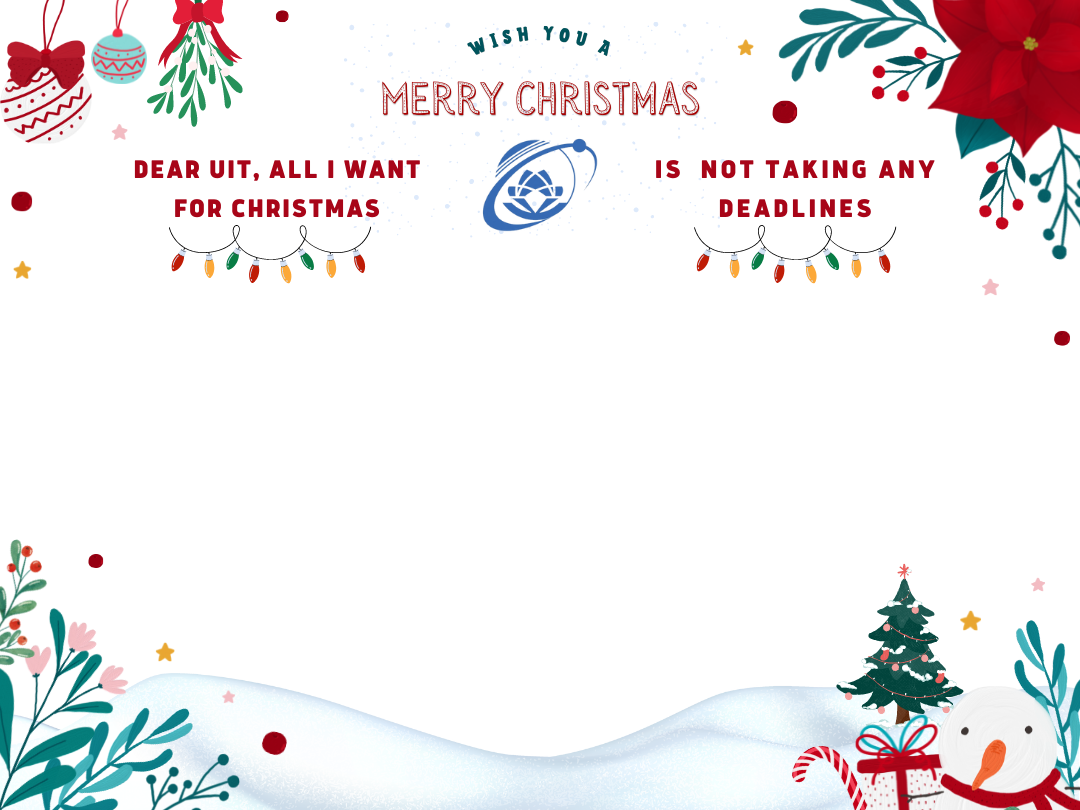 WISH YOU A
MERRY CHRISTMAS
DEAR UIT, ALL I WANT
FOR CHRISTMAS
IS NOT TAKING ANY
DEADLINES